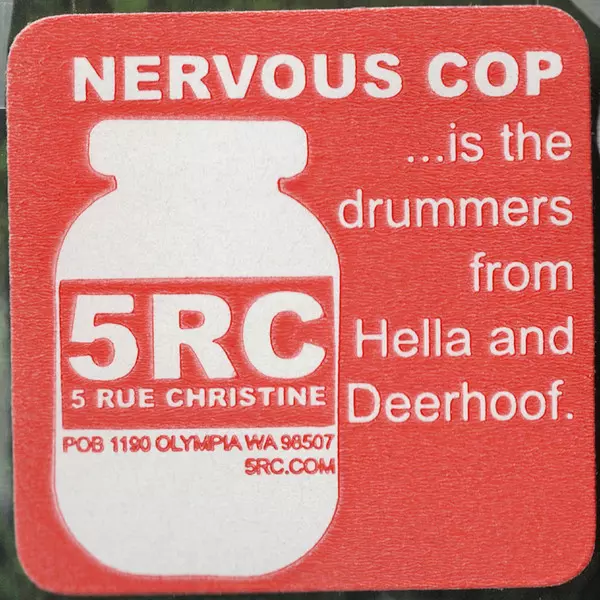 NERVOUS COP
...is the
drummers
from
Hella and
Deerhoof.
5RC
5 RUE CHRISTINE
POB 1190 OLYMPIA WA 98507
5RC.COM